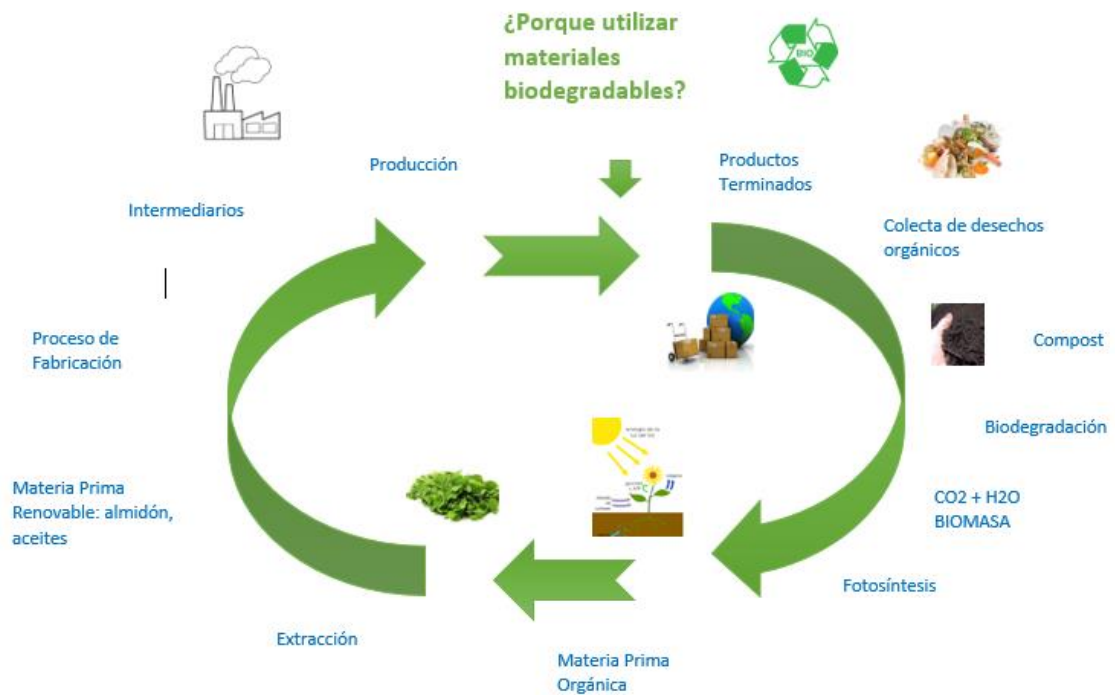 ¿Porque utilizar
materiales
biodegradables?
BIO
Producción
Productos
Terminados
Intermediarios
Colecta de desechos
orgánicos
Proceso de
Fabricación
Compost
Biodegradación
Materia Prima
Renovable: almidón,
aceites
CO2 + H2O
BIOMASA
Fotosíntesis
Extracción
Materia Prima
Orgánica